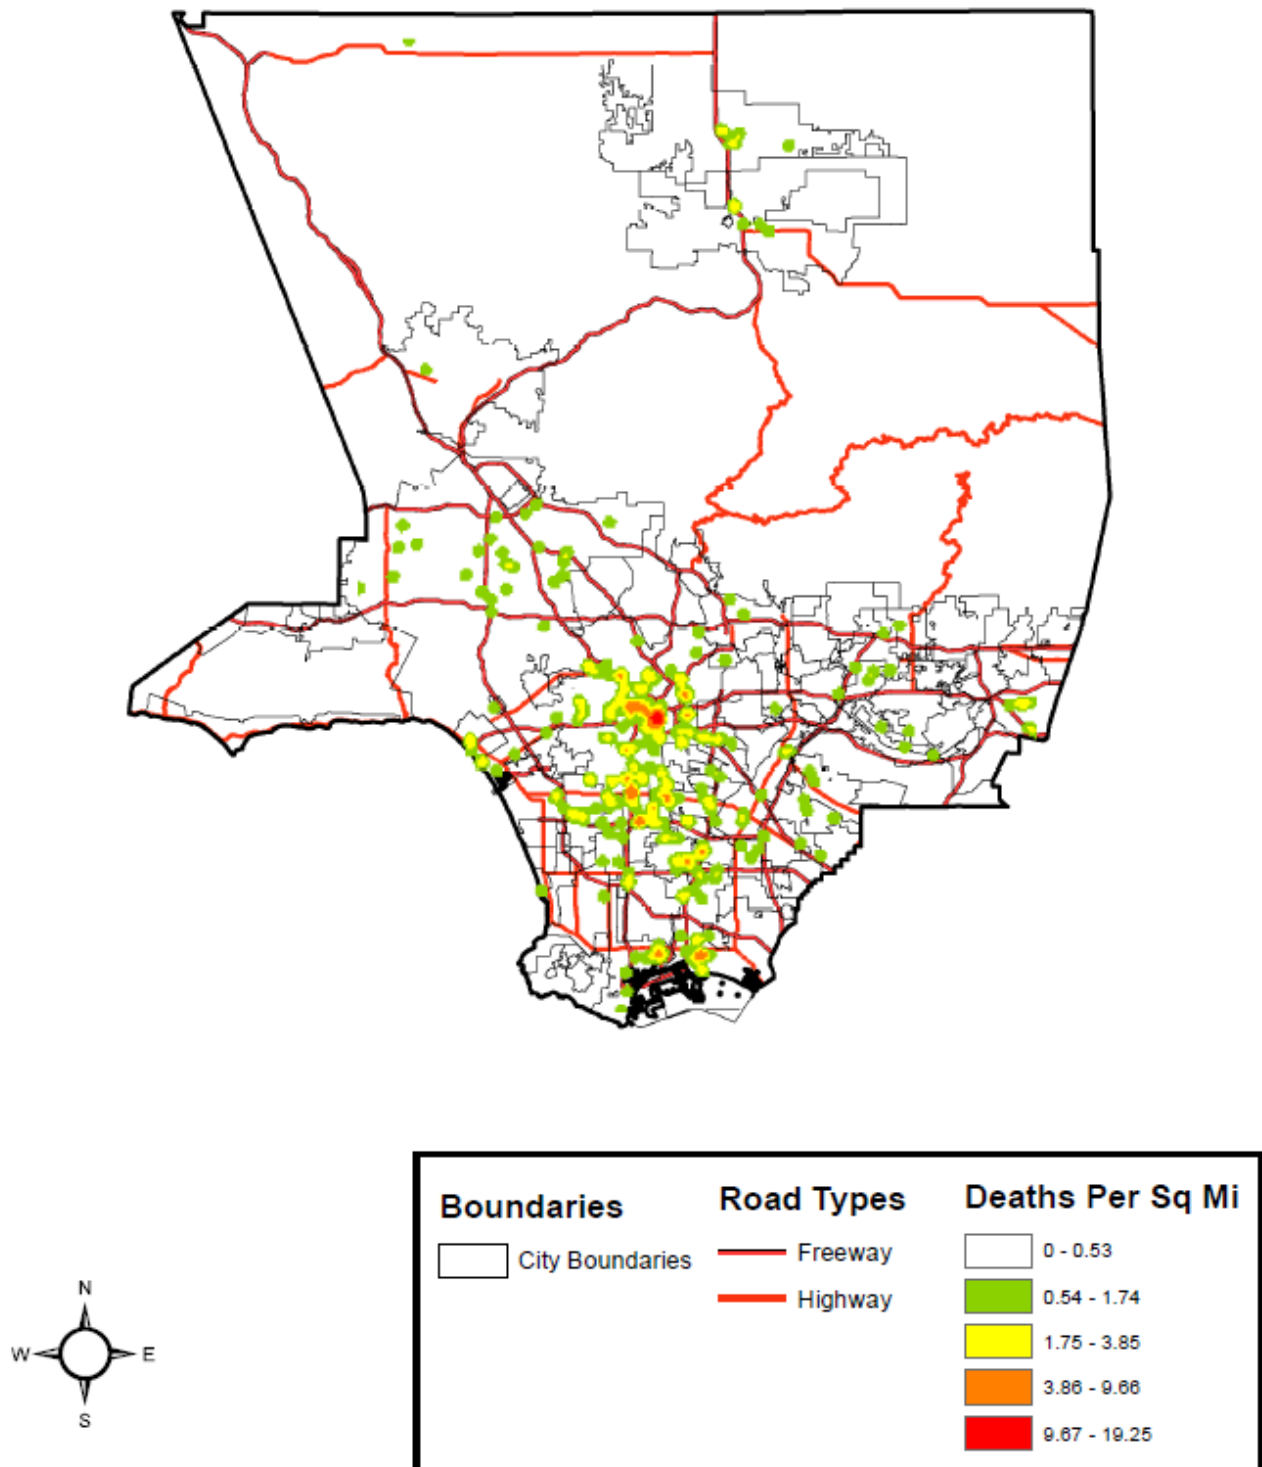 Boundaries
City Boundaries
Road Types
Freeway
Highway
Deaths Per Sq Mi
0 - 0.53
0.54 - 1.74
1.75 - 3.85
3.86 - 9.66
9.67 - 19.25
N
W E
S